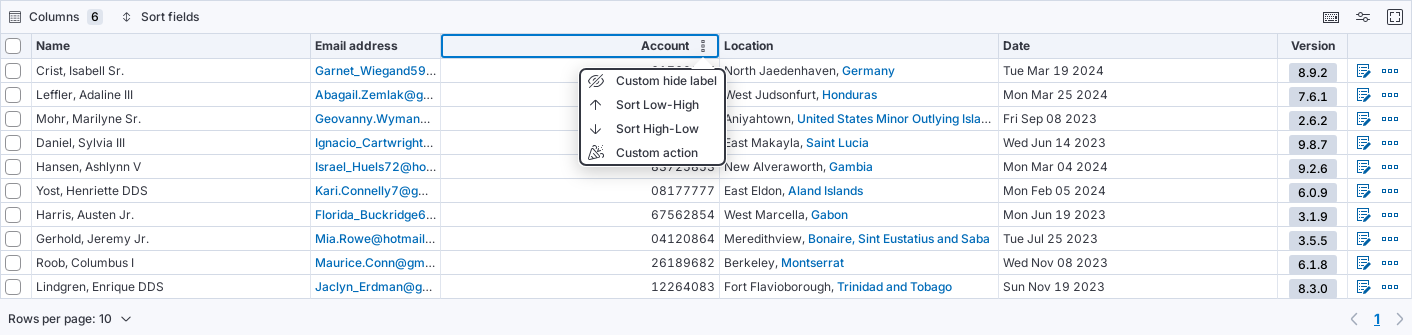 Columns 6 Sort fields
Name Email address Account Location Date Version
Crist, Isabell Sr. Garnet_Wiegand59... North Jaedenhaven, Germany Tue Mar 19 2024 8.9.2
Custom hide label
Leffler, Adaline III Abagail.Zemlak@g... West Judsonfurt, Honduras Mon Mar 25 2024 7.6.1
Sort Low-High
Mohr, Marilyne Sr. Geovanny.Wyman... Aniyahtown, United States Minor Outlying Isla... Fri Sep 08 2023 2.6.2
Sort High-Low
Daniel, Sylvia III Ignacio_Cartwright... East Makayla, Saint Lucia Wed Jun 14 2023 9.8.7
Custom action
Hansen, Ashlynn V Israel_Huels72@ho... New Alveraworth, Gambia Mon Mar 04 2024 9.2.6
Yost, Henriette DDS Kari.Connelly7@g... 08177777 East Eldon, Aland Islands Mon Feb 05 2024 6.0.9
Harris, Austen Jr. Florida_Buckridge6... 67562854 West Marcella, Gabon Mon Jun 19 2023 3.1.9
Gerhold, Jeremy Jr. Mia.Rowe@hotmail... 04120864 Meredithview, Bonaire, Sint Eustatius and Saba Tue Jul 25 2023 3.5.5
Roob, Columbus I Maurice.Conn@gm... 26189682 Berkeley, Montserrat Wed Nov 08 2023 6.1.8
Lindgren, Enrique DDS Jaclyn_Erdman@g... 12264083 Fort Flavioborough, Trinidad and Tobago Sun Nov 19 2023 8.3.0
Rows per page: 10 1